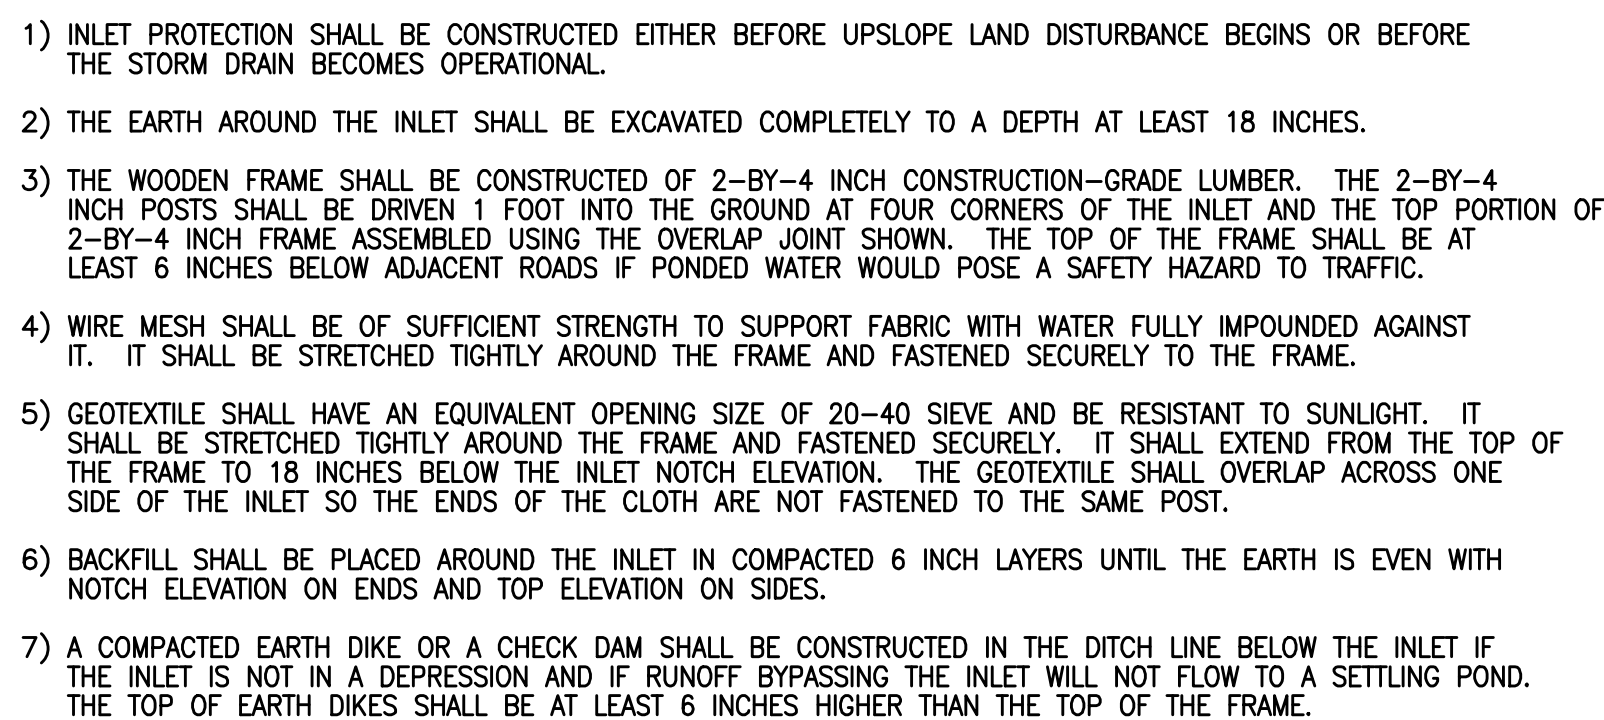 1) INLET PROTECTION SHALL BE CONSTRUCTED EITHER BEFORE UPSLOPE LAND DISTURBANCE BEGINS OR BEFORE
THE STORM DRAIN BECOMES OPERATIONAL.
2) THE EARTH AROUND THE INLET SHALL BE EXCAVATED COMPLETELY TO A DEPTH AT LEAST 18 INCHES.
3) THE WOODEN FRAME SHALL BE CONSTRUCTED OF 2-BY-4 INCH CONSTRUCTION-GRADE LUMBER. THE 2-BY-4
INCH POSTS SHALL BE DRIVEN 1 FOOT INTO THE GROUND AT FOUR CORNERS OF THE INLET AND THE TOP PORTION OF
2-BY-4 INCH FRAME ASSEMBLED USING THE OVERLAP JOINT SHOWN. THE TOP OF THE FRAME SHALL BE AT
LEAST 6 INCHES BELOW ADJACENT ROADS IF PONDED WATER WOULD POSE A SAFETY HAZARD TO TRAFFIC.
4) WIRE MESH SHALL BE OF SUFFICIENT STRENGTH TO SUPPORT FABRIC WITH WATER FULLY IMPOUNDED AGAINST
IT. IT SHALL BE STRETCHED TIGHTLY AROUND THE FRAME AND FASTENED SECURELY TO THE FRAME.
5) GEOTEXTILE SHALL HAVE AN EQUIVALENT OPENING SIZE OF 20-40 SIEVE AND BE RESISTANT TO SUNLIGHT. IT
SHALL BE STRETCHED TIGHTLY AROUND THE FRAME AND FASTENED SECURELY. IT SHALL EXTEND FROM THE TOP OF
THE FRAME TO 18 INCHES BELOW THE INLET NOTCH ELEVATION. THE GEOTEXTILE SHALL OVERLAP ACROSS ONE
SIDE OF THE INLET SO THE ENDS OF THE CLOTH ARE NOT FASTENED TO THE SAME POST.
6) BACKFILL SHALL BE PLACED AROUND THE INLET IN COMPACTED 6 INCH LAYERS UNTIL THE EARTH IS EVEN WITH
NOTCH ELEVATION ON ENDS AND TOP ELEVATION ON SIDES.
7) A COMPACTED EARTH DIKE OR A CHECK DAM SHALL BE CONSTRUCTED IN THE DITCH LINE BELOW THE INLET IF
THE INLET IS NOT IN A DEPRESSION AND IF RUNOFF BYPASSING THE INLET WILL NOT FLOW TO A SETTLING POND.
THE TOP OF EARTH DIKES SHALL BE AT LEAST 6 INCHES HIGHER THAN THE TOP OF THE FRAME.